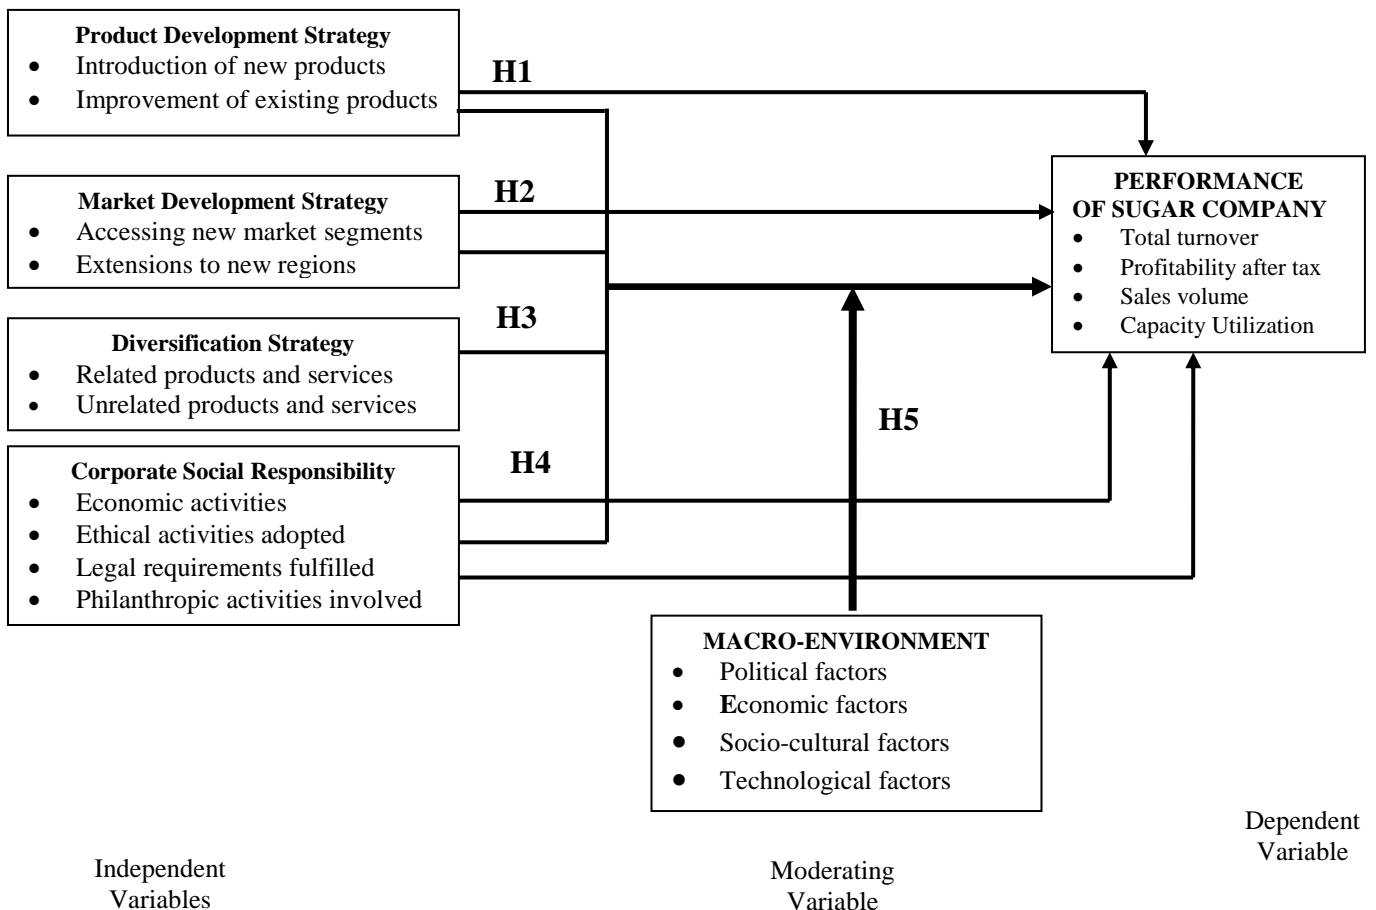 Product Development Strategy
• Introduction of new products
• Improvement of existing products
H1
Market Development Strategy
• Accessing new market segments
• Extensions to new regions
H2
Diversification Strategy
• Related products and services
• Unrelated products and services
H3
Corporate Social Responsibility
• Economic activities
• Ethical activities adopted
• Legal requirements fulfilled
• Philanthropic activities involved
H4
H5
PERFORMANCE
OF SUGAR COMPANY
• Total turnover
• Profitability after tax
• Sales volume
• Capacity Utilization
MACRO-ENVIRONMENT
• Political factors
• Economic factors
• Socio-cultural factors
• Technological factors
Independent
Variables
Moderating
Variable
Dependent
Variable